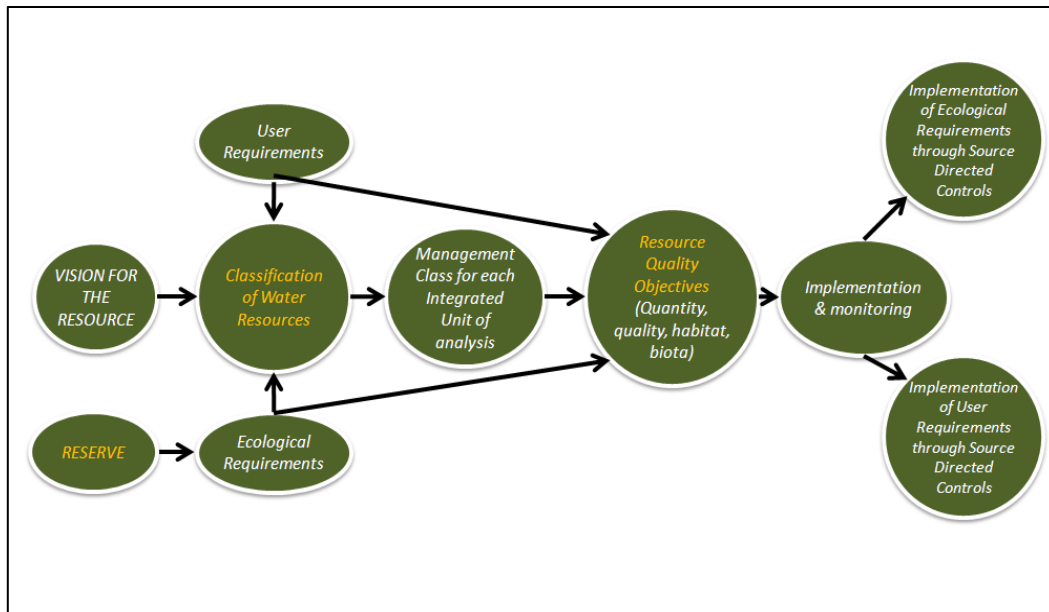 User
Requirements
VISION FOR
THE
RESOURCE
Classification
of Water
Resources
Management
Class for each
Integrated
Unit of
analysis
Resource
Quality
Objectives
(Quantity,
quality, habitat,
biota)
Implementation
& monitoring
Implementation
of Ecological
Requirements
through Source
Directed
Controls
RESERVE
Ecological
Requirements
Implementation
of User
Requirements
through Source
Directed
Controls